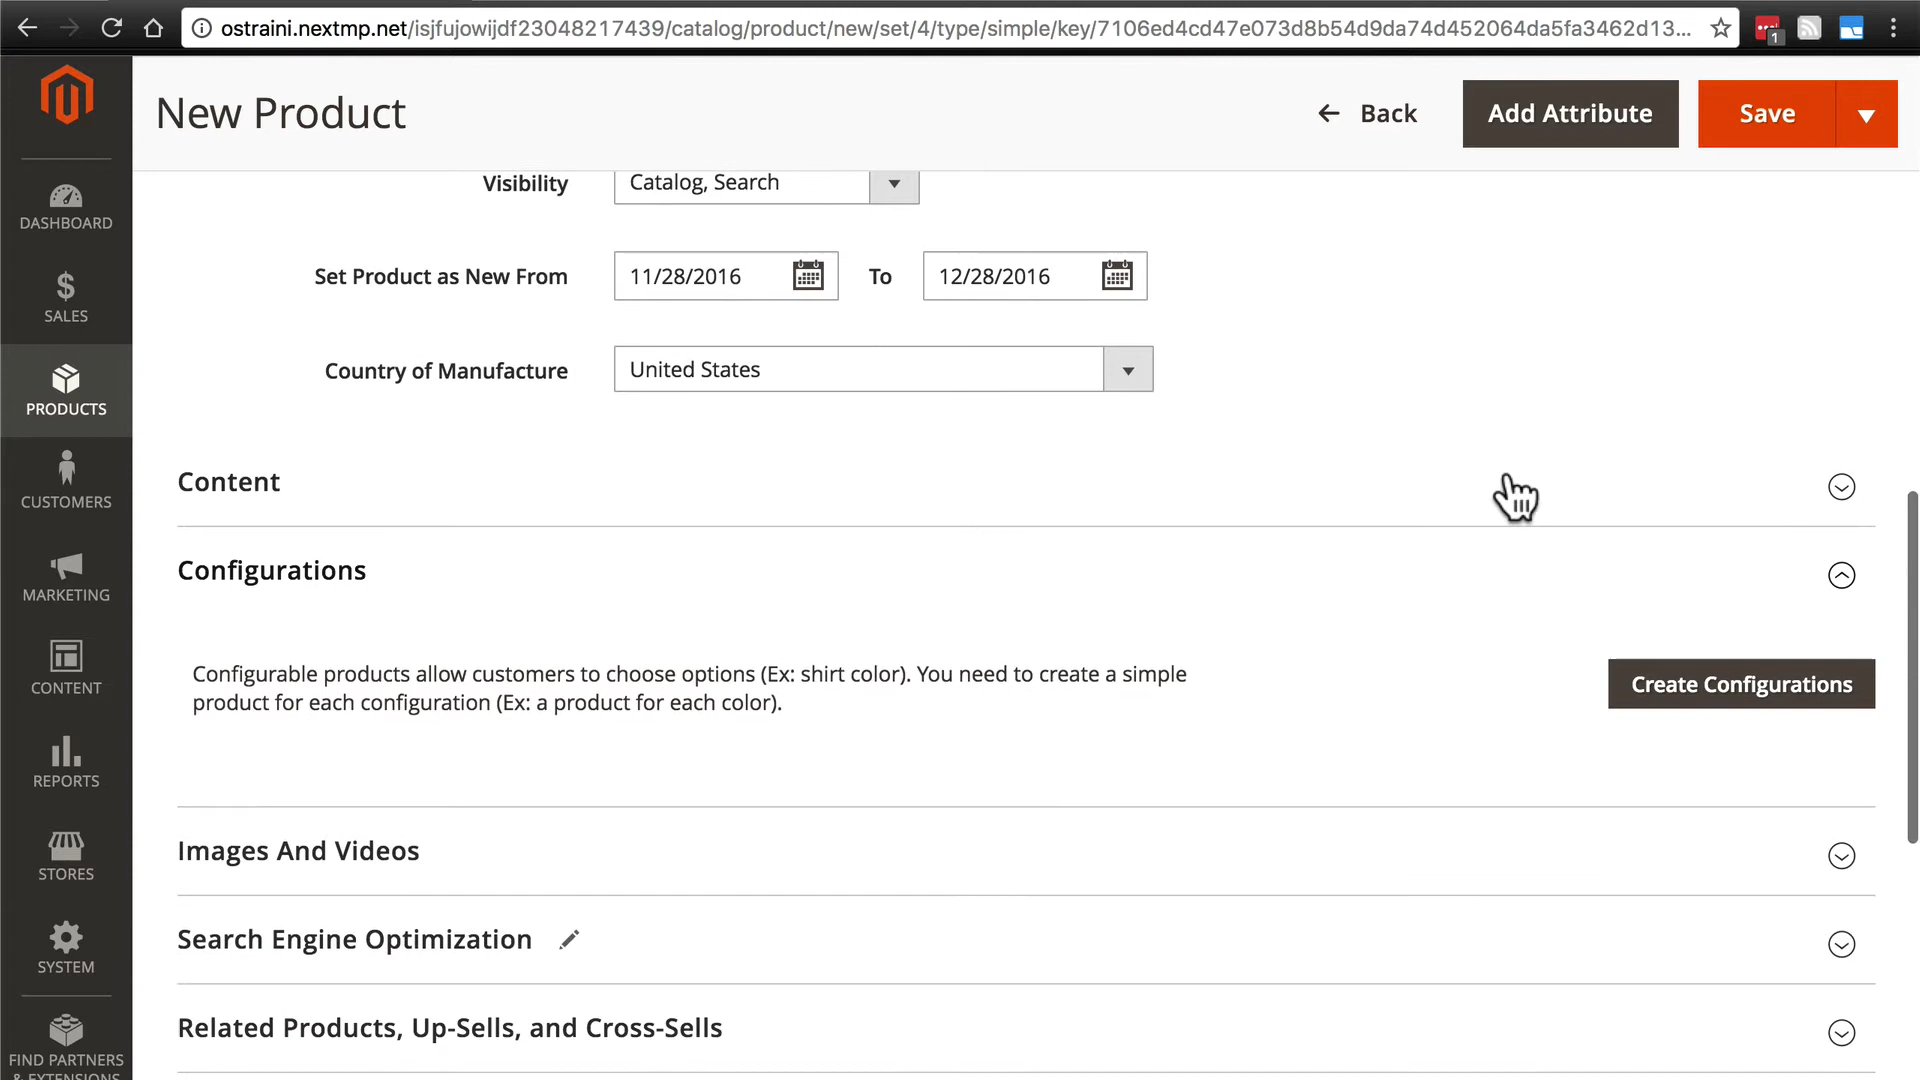 ostraini.nextmp.net/isjfujowijdf23048217439/catalog/product/new/set/4/type/simple/key/7106ed4cd47e073d8b54d9da74d452064da5fa3462d13...
1
New Product
Back
Add Attribute
Save
DASHBOARD
SALES
PRODUCTS
CUSTOMERS
MARKETING
CONTENT
REPORTS
STORES
SYSTEM
FIND PARTNERS
& EXTENSIONS
Visibility
Catalog, Search
Set Product as New From
11/28/2016
To
12/28/2016
Country of Manufacture
United States
Content
Configurations
Configurable products allow customers to choose options (Ex: shirt color). You need to create a simple
product for each configuration (Ex: a product for each color).
Create Configurations
Images And Videos
Search Engine Optimization
Related Products, Up-Sells, and Cross-Sells